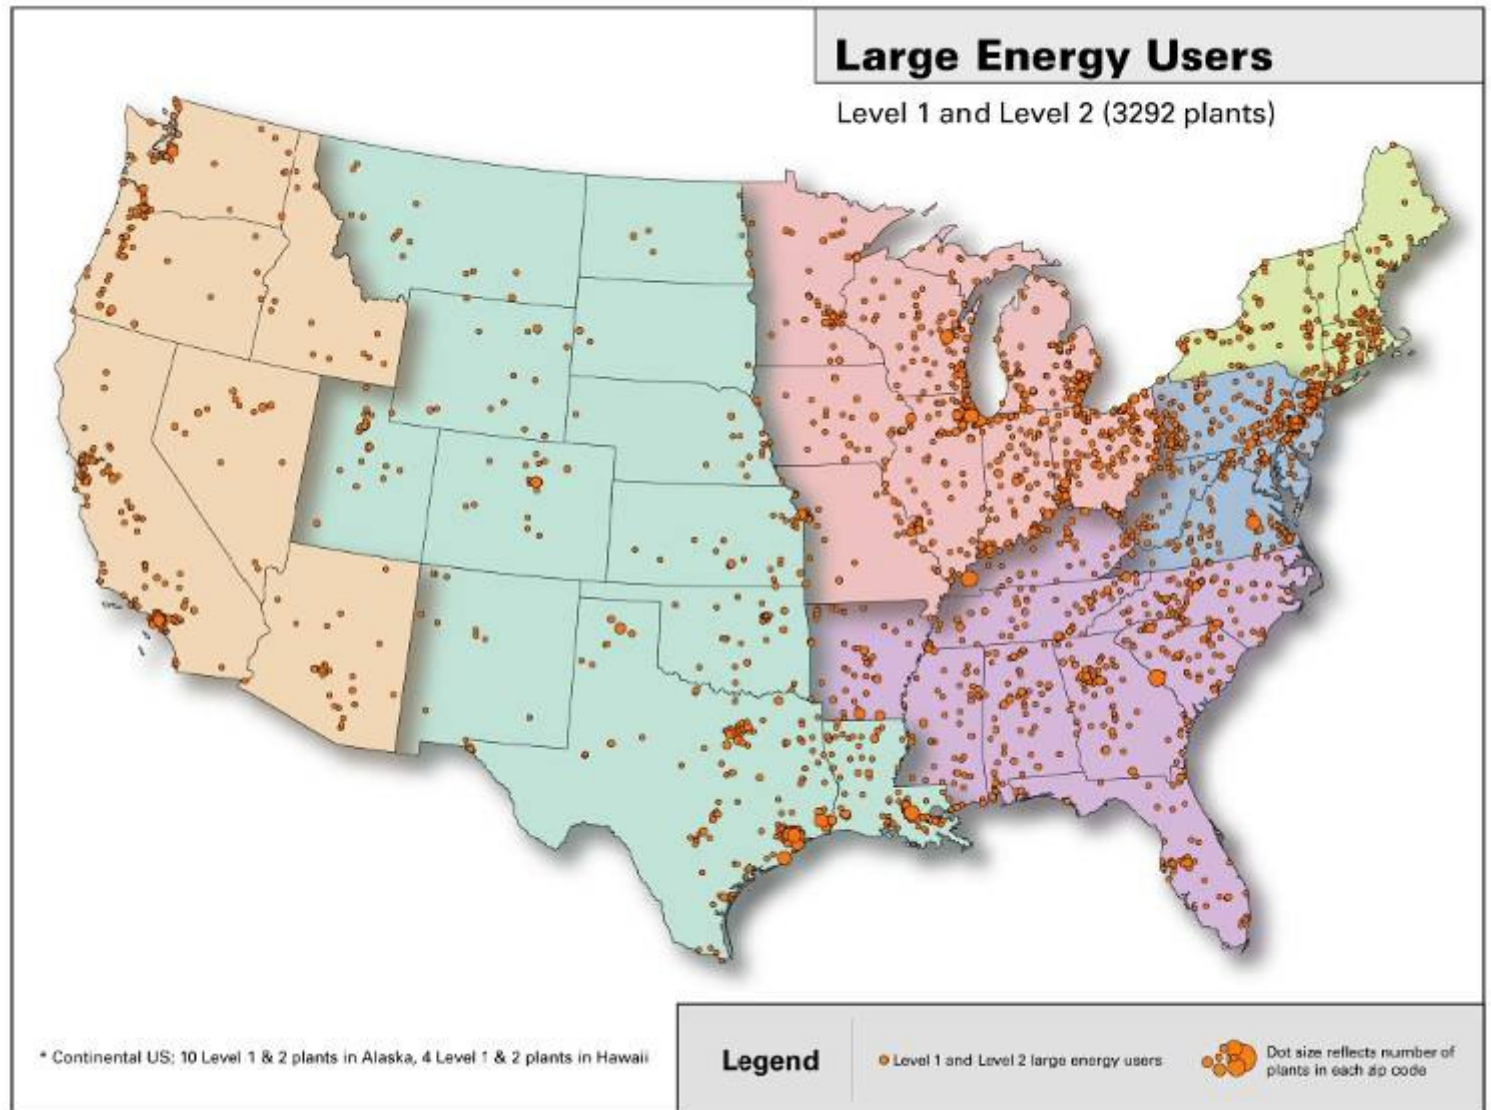 Large Energy Users
Level 1 and Level 2 (3292 plants)
* Continental US; 10 Level 1 & 2 plants in Alaska, 4 Level 1 & 2 plants in Hawaii
Legend
Level 1 and Level 2 large energy users
Dot size reflects number of
plants in each zip code